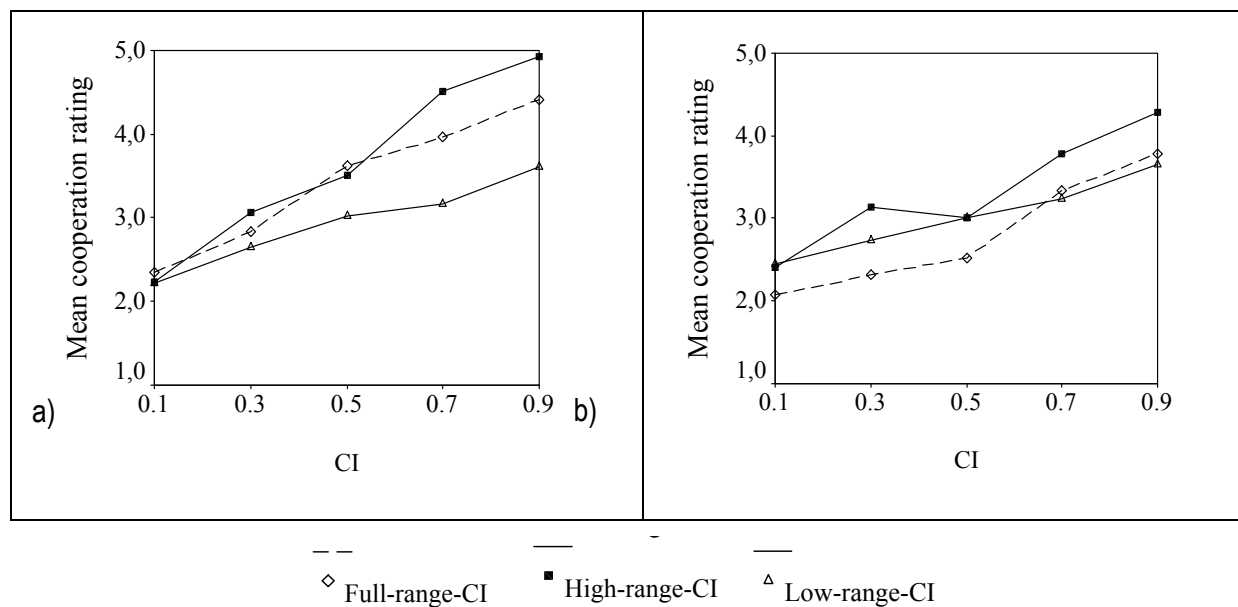 Mean cooperation rating
5,0
4,0
3,0
2,0
1,0
0.1 0.3 0.5 0.7 0.9
CI
a)
Mean cooperation rating
5,0
4,0
3,0
2,0
1,0
0.1 0.3 0.5 0.7 0.9
CI
b)
Full-range-CI High-range-CI Low-range-CI